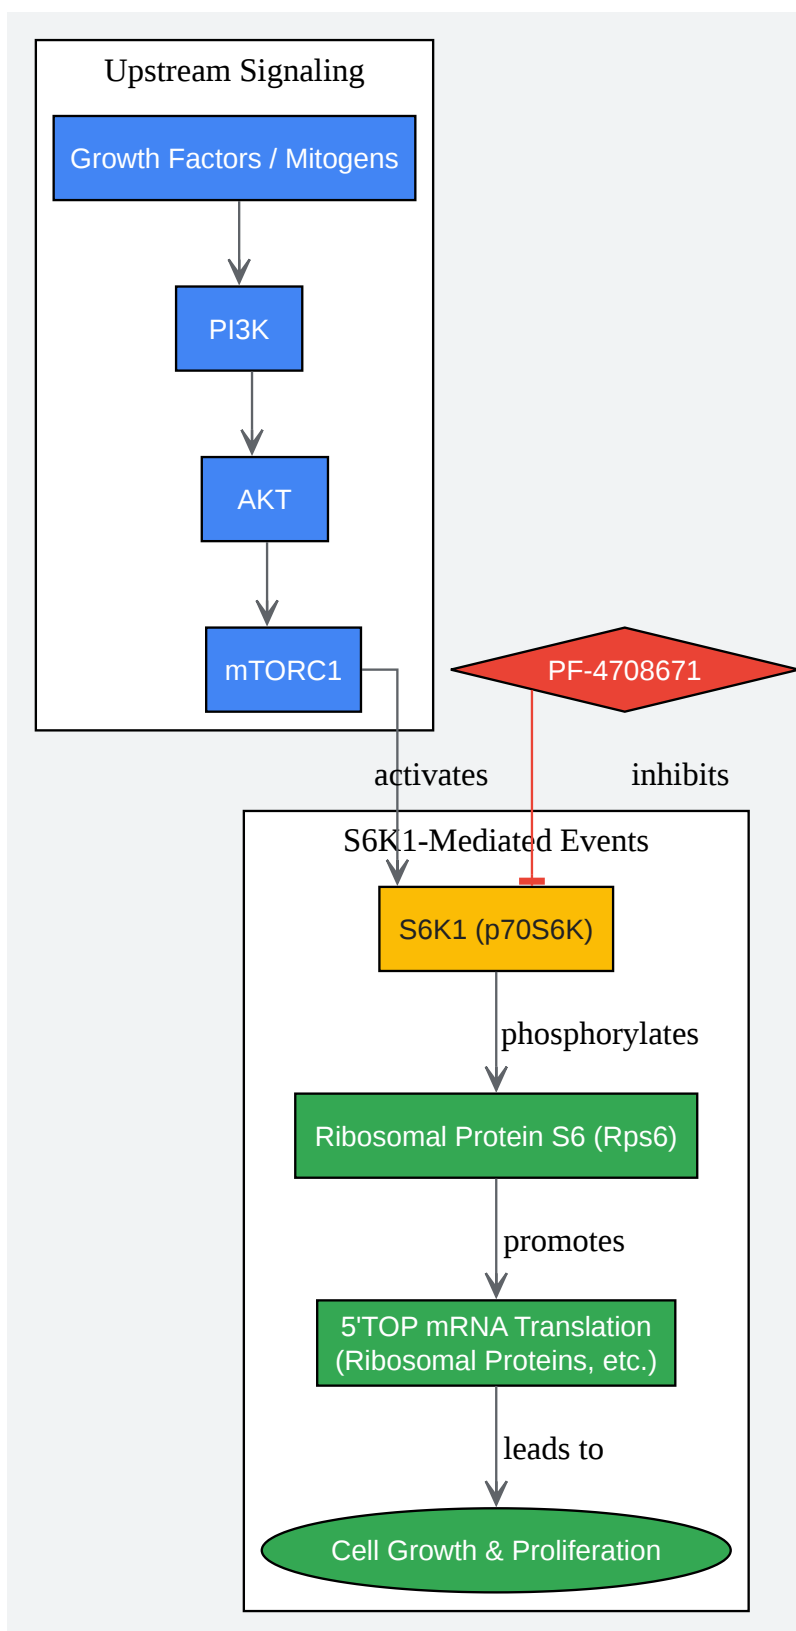 Upstream Signaling
Growth Factors / Mitogens
PI3K
AKT
mTORC1
PF-4708671
activates
inhibits
S6K1-Mediated Events
S6K1 (p70S6K)
phosphorylates
Ribosomal Protein S6 (Rps6)
promotes
5'TOP mRNA Translation
(Ribosomal Proteins, etc.)
leads to
Cell Growth & Proliferation